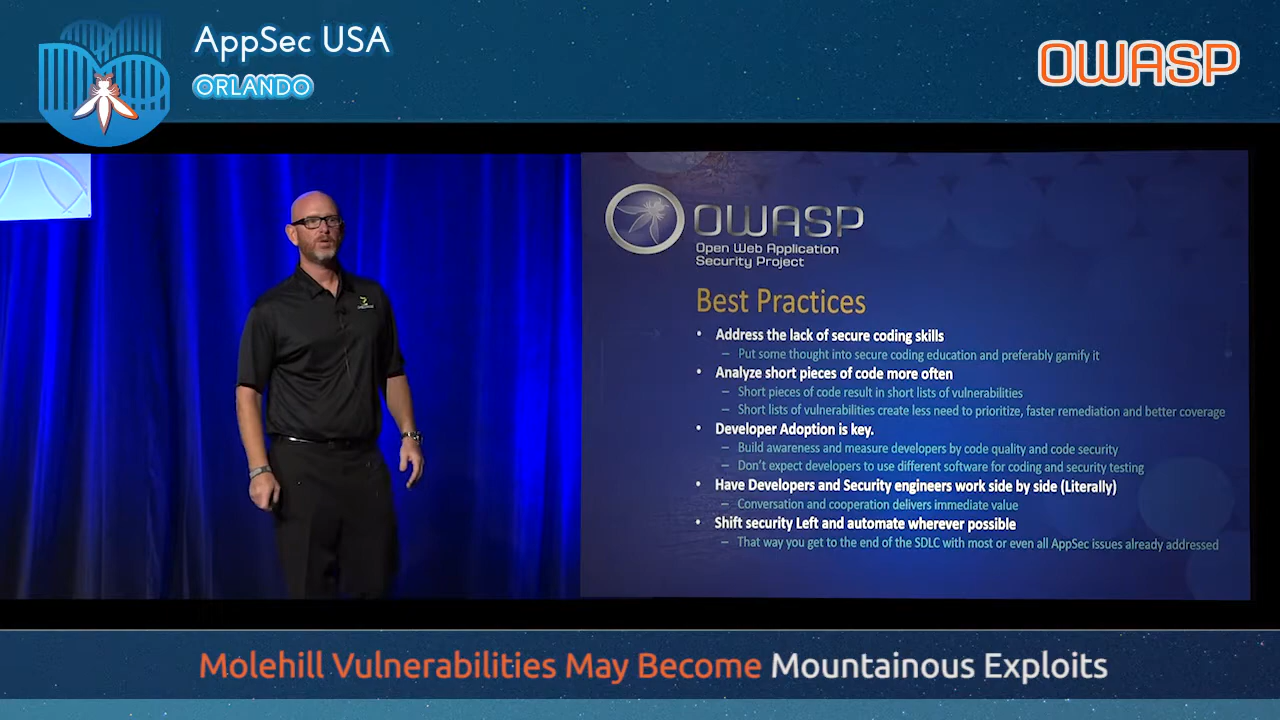 AppSec USA
ORLANDO
OWASP
OWASP
Open Web Application
Security Project
Best Practices
• Address the lack of secure coding skills
– Put some thought into secure coding education and preferably gamify it
• Analyze short pieces of code more often
– Short pieces of code result in short lists of vulnerabilities
– Short lists of vulnerabilities create less need to prioritize, faster remediation and better coverage
• Developer Adoption is key.
– Build awareness and measure developers by code quality and code security
– Don't expect developers to use different software for coding and security testing
• Have Developers and Security engineers work side by side (Literally)
– Conversation and cooperation delivers immediate value
• Shift security Left and automate wherever possible
– That way you get to the end of the SDLC with most or even all AppSec issues already addressed
Molehill Vulnerabilities May Become Mountainous Exploits